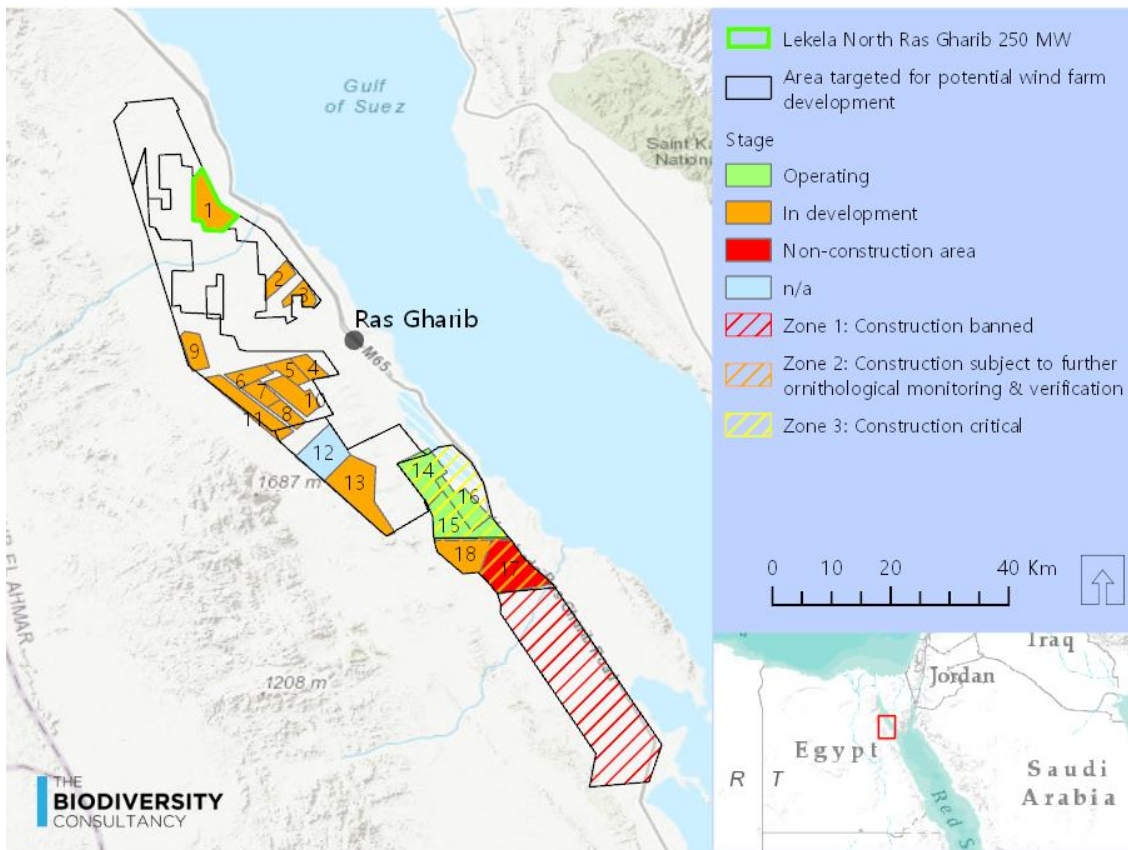 Gulf
of Suez
Saint Ka
Nationa
1
2
3
Ras Gharib
M65
9
5
4
6
7
10
8
11
12
13
1687 m
14
16
15
18
17
EL AHMAR
1208 m
THE
BIODIVERSITY
CONSULTANCY
Lekela North Ras Gharib 250 MW
Area targeted for potential wind farm
development
Stage
Operating
In development
Non-construction area
n/a
Zone 1: Construction banned
Zone 2: Construction subject to further
ornithological monitoring & verification
Zone 3: Construction critical
0 10 20 40 Km
Iraq
Jordan
Egypt
Saudi
Arabia
R T
Red S